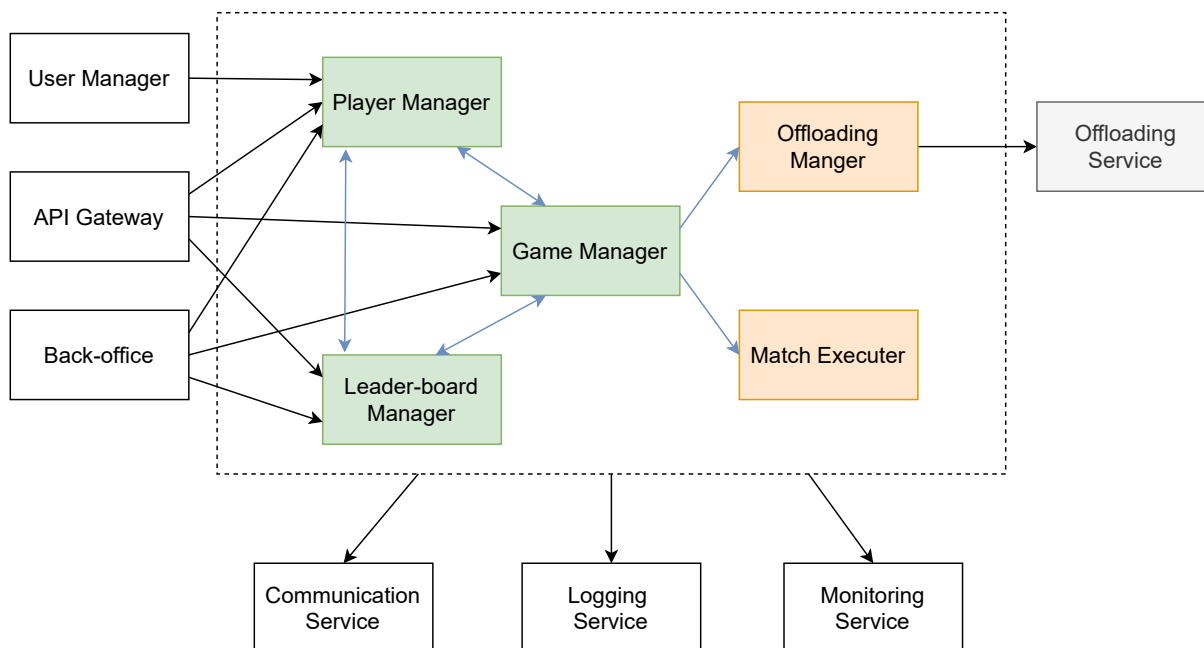 User Manager
Player Manager
Offloading
Manger
Offloading
Service
API Gateway
Game Manager
Back-office
Leader-board
Manager
Match Executer
Communication
Service
Logging
Service
Monitoring
Service